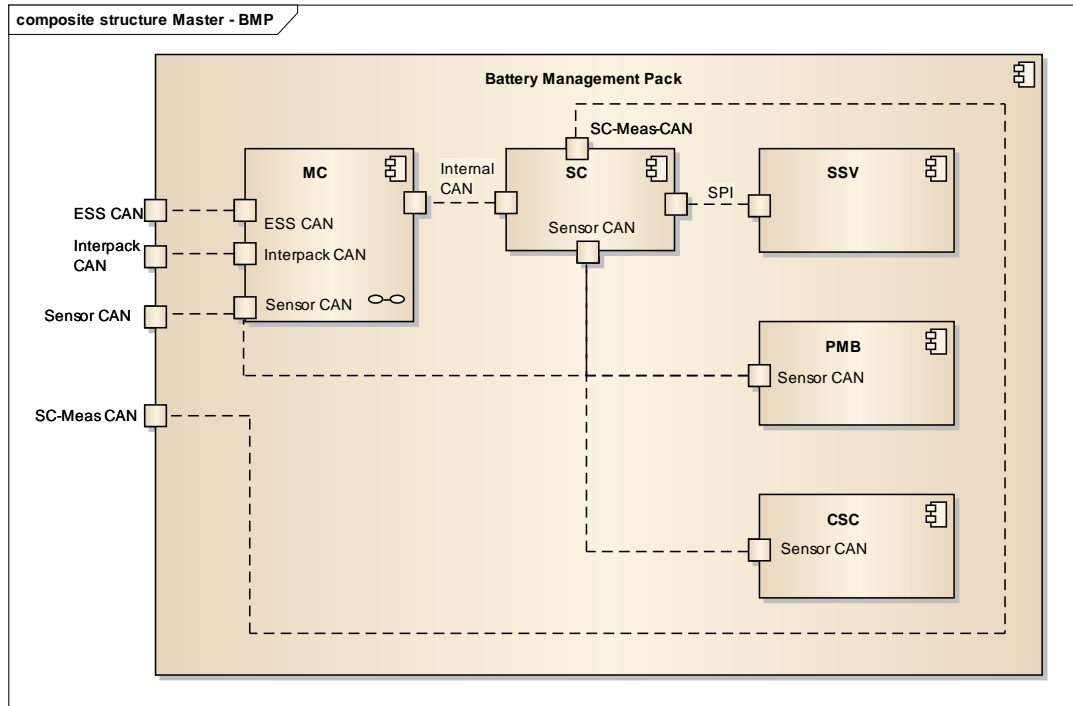 composite structure Master - BMP
Battery Management Pack
SC-Meas-CAN
MC
Internal
CAN
SC
SPI
SSV
ESS CAN
ESS CAN
Sensor CAN
Interpack
CAN
Interpack CAN
Sensor CAN
Sensor CAN
PMB
Sensor CAN
SC-Meas CAN
CSC
Sensor CAN